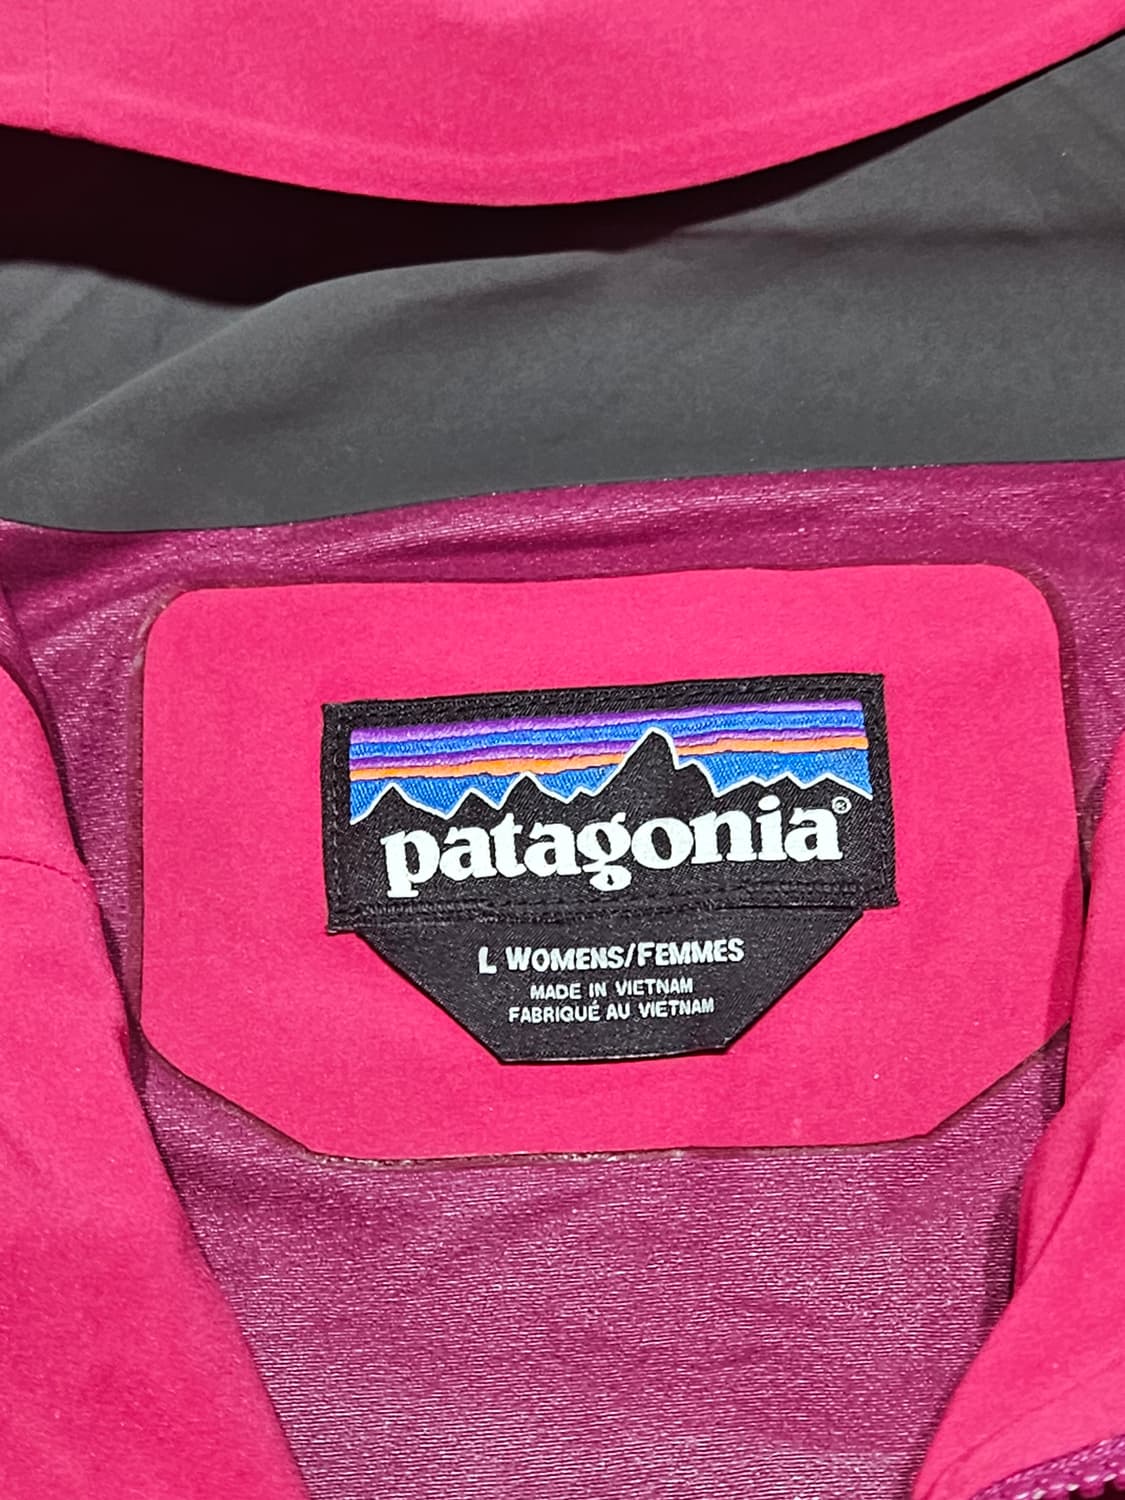 patagonia®
L WOMENS/FEMMES
MADE IN VIETNAM
FABRIQUÉ AU VIETNAM